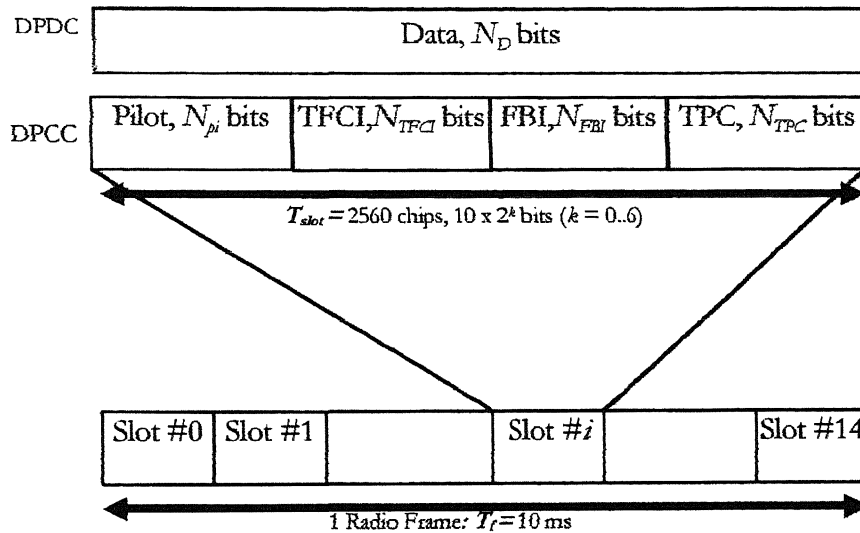 DPDC
Data, N_D bits
DPCC
Pilot, N_pi bits
TFCI, N_TFCI bits
FBI, N_FBI bits
TPC, N_TPC bits
T_slot = 2560 chips, 10 x 2^k bits (k = 0..6)
Slot #0
Slot #1
Slot #i
Slot #14
1 Radio Frame: T_f = 10 ms